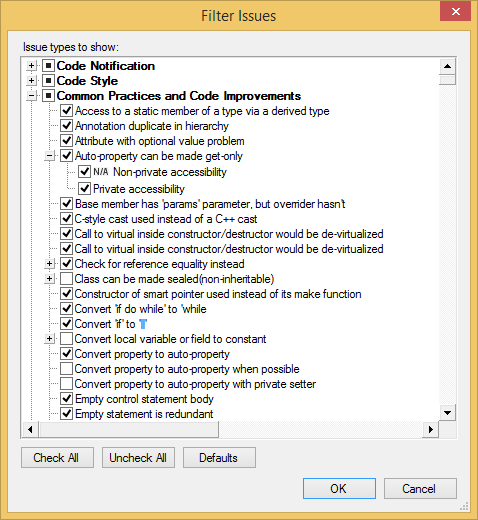 Filter Issues
Issue types to show:
Code Notification
Code Style
Common Practices and Code Improvements
Access to a static member of a type via a derived type
Annotation duplicate in hierarchy
Attribute with optional value problem
Auto-property can be made get-only
N/A Non-private accessibility
Private accessibility
Base member has 'params' parameter, but overrider hasn't
C-style cast used instead of a C++ cast
Call to virtual inside constructor/destructor would be de-virtualized
Call to virtual inside constructor/destructor would be de-virtualized
Check for reference equality instead
Class can be made sealed(non-inheritable)
Constructor of smart pointer used instead of its make function
Convert 'if do while' to 'while
Convert 'if' to
Convert local variable or field to constant
Convert property to auto-property
Convert property to auto-property when possible
Convert property to auto-property with private setter
Empty control statement body
Empty statement is redundant
Check All Uncheck All Defaults
OK Cancel